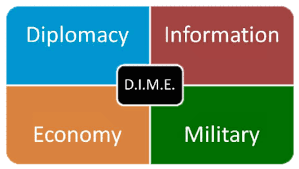 Diplomacy
Information
D.I.M.E.
Economy
Military